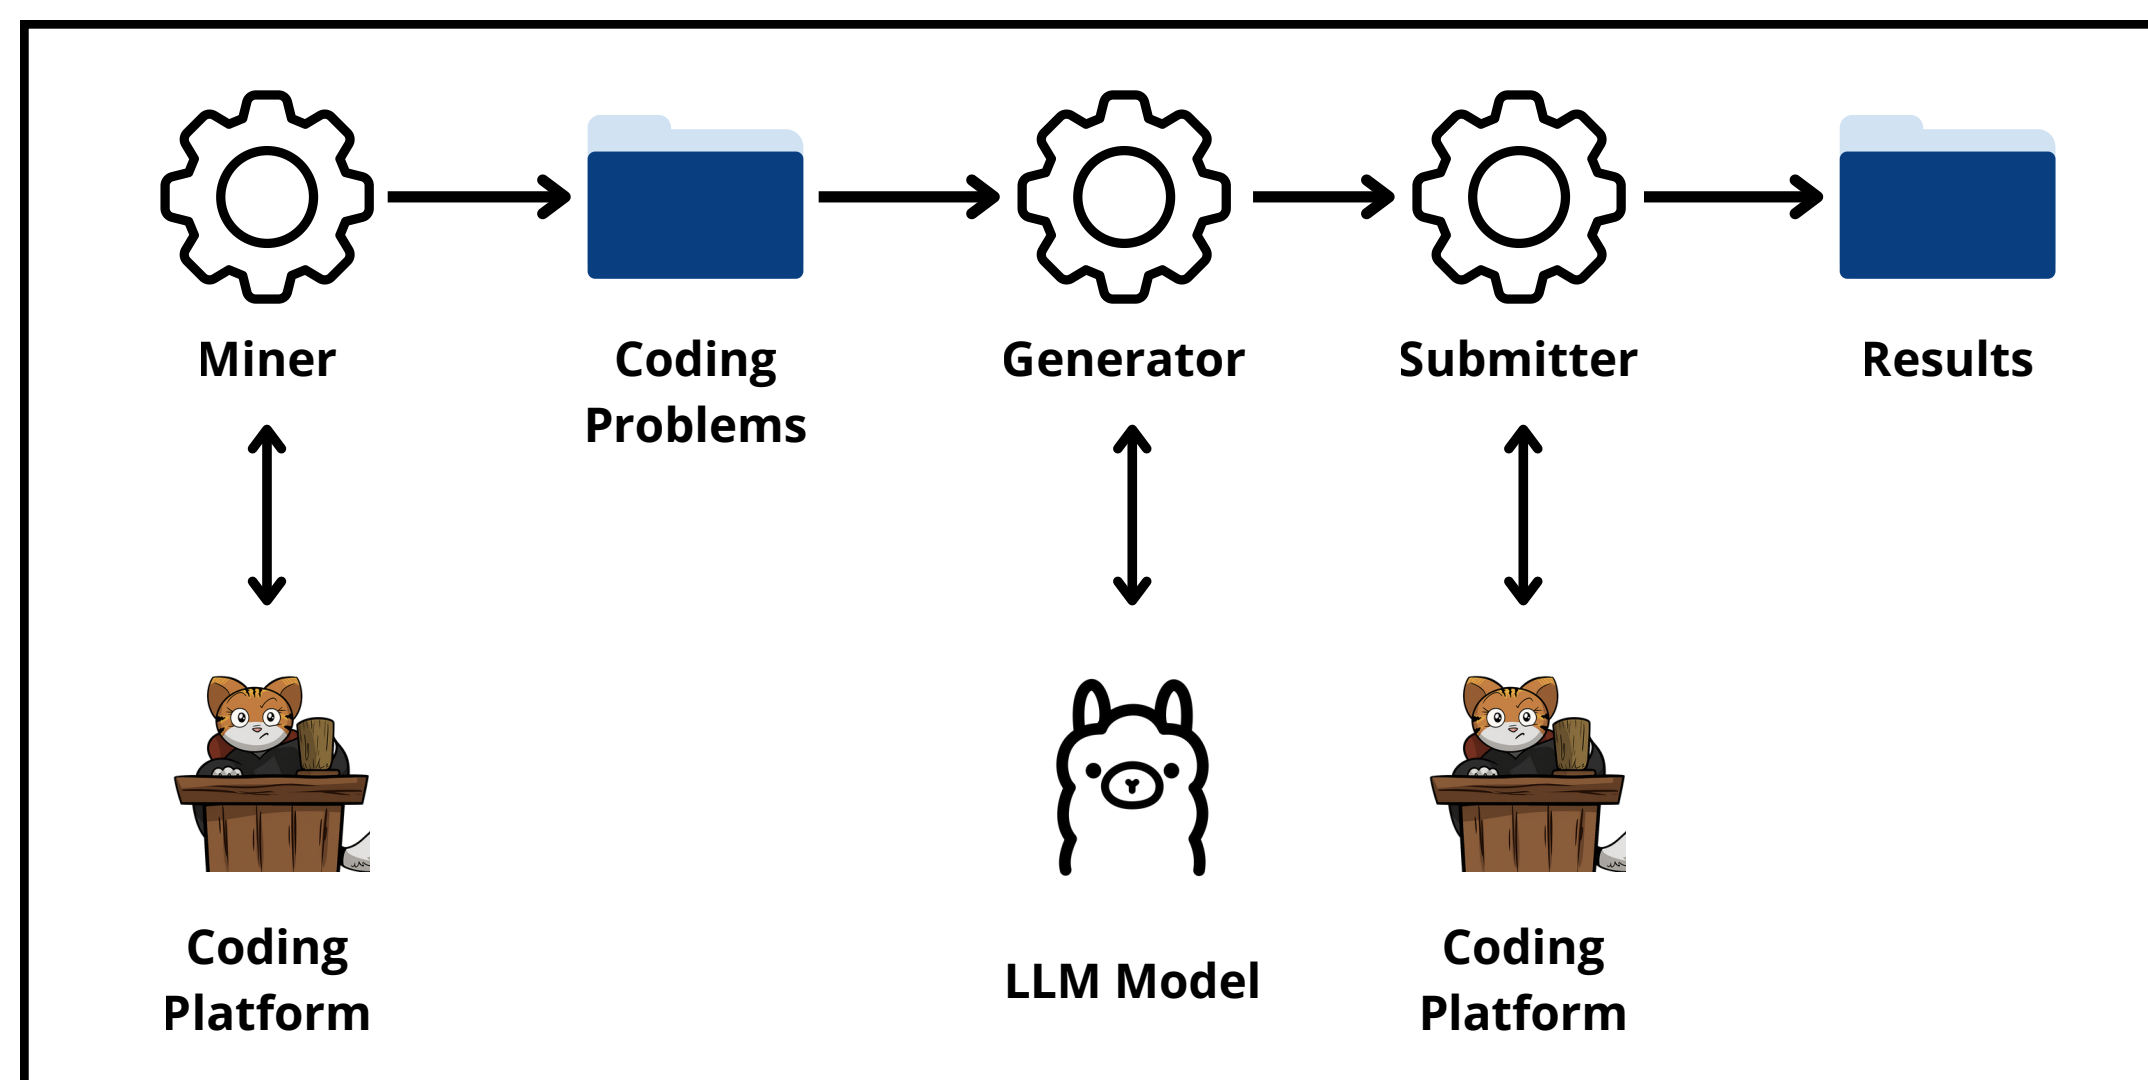 Miner
Coding
Problems
Generator
Submitter
Results
Coding
Platform
LLM Model
Coding
Platform